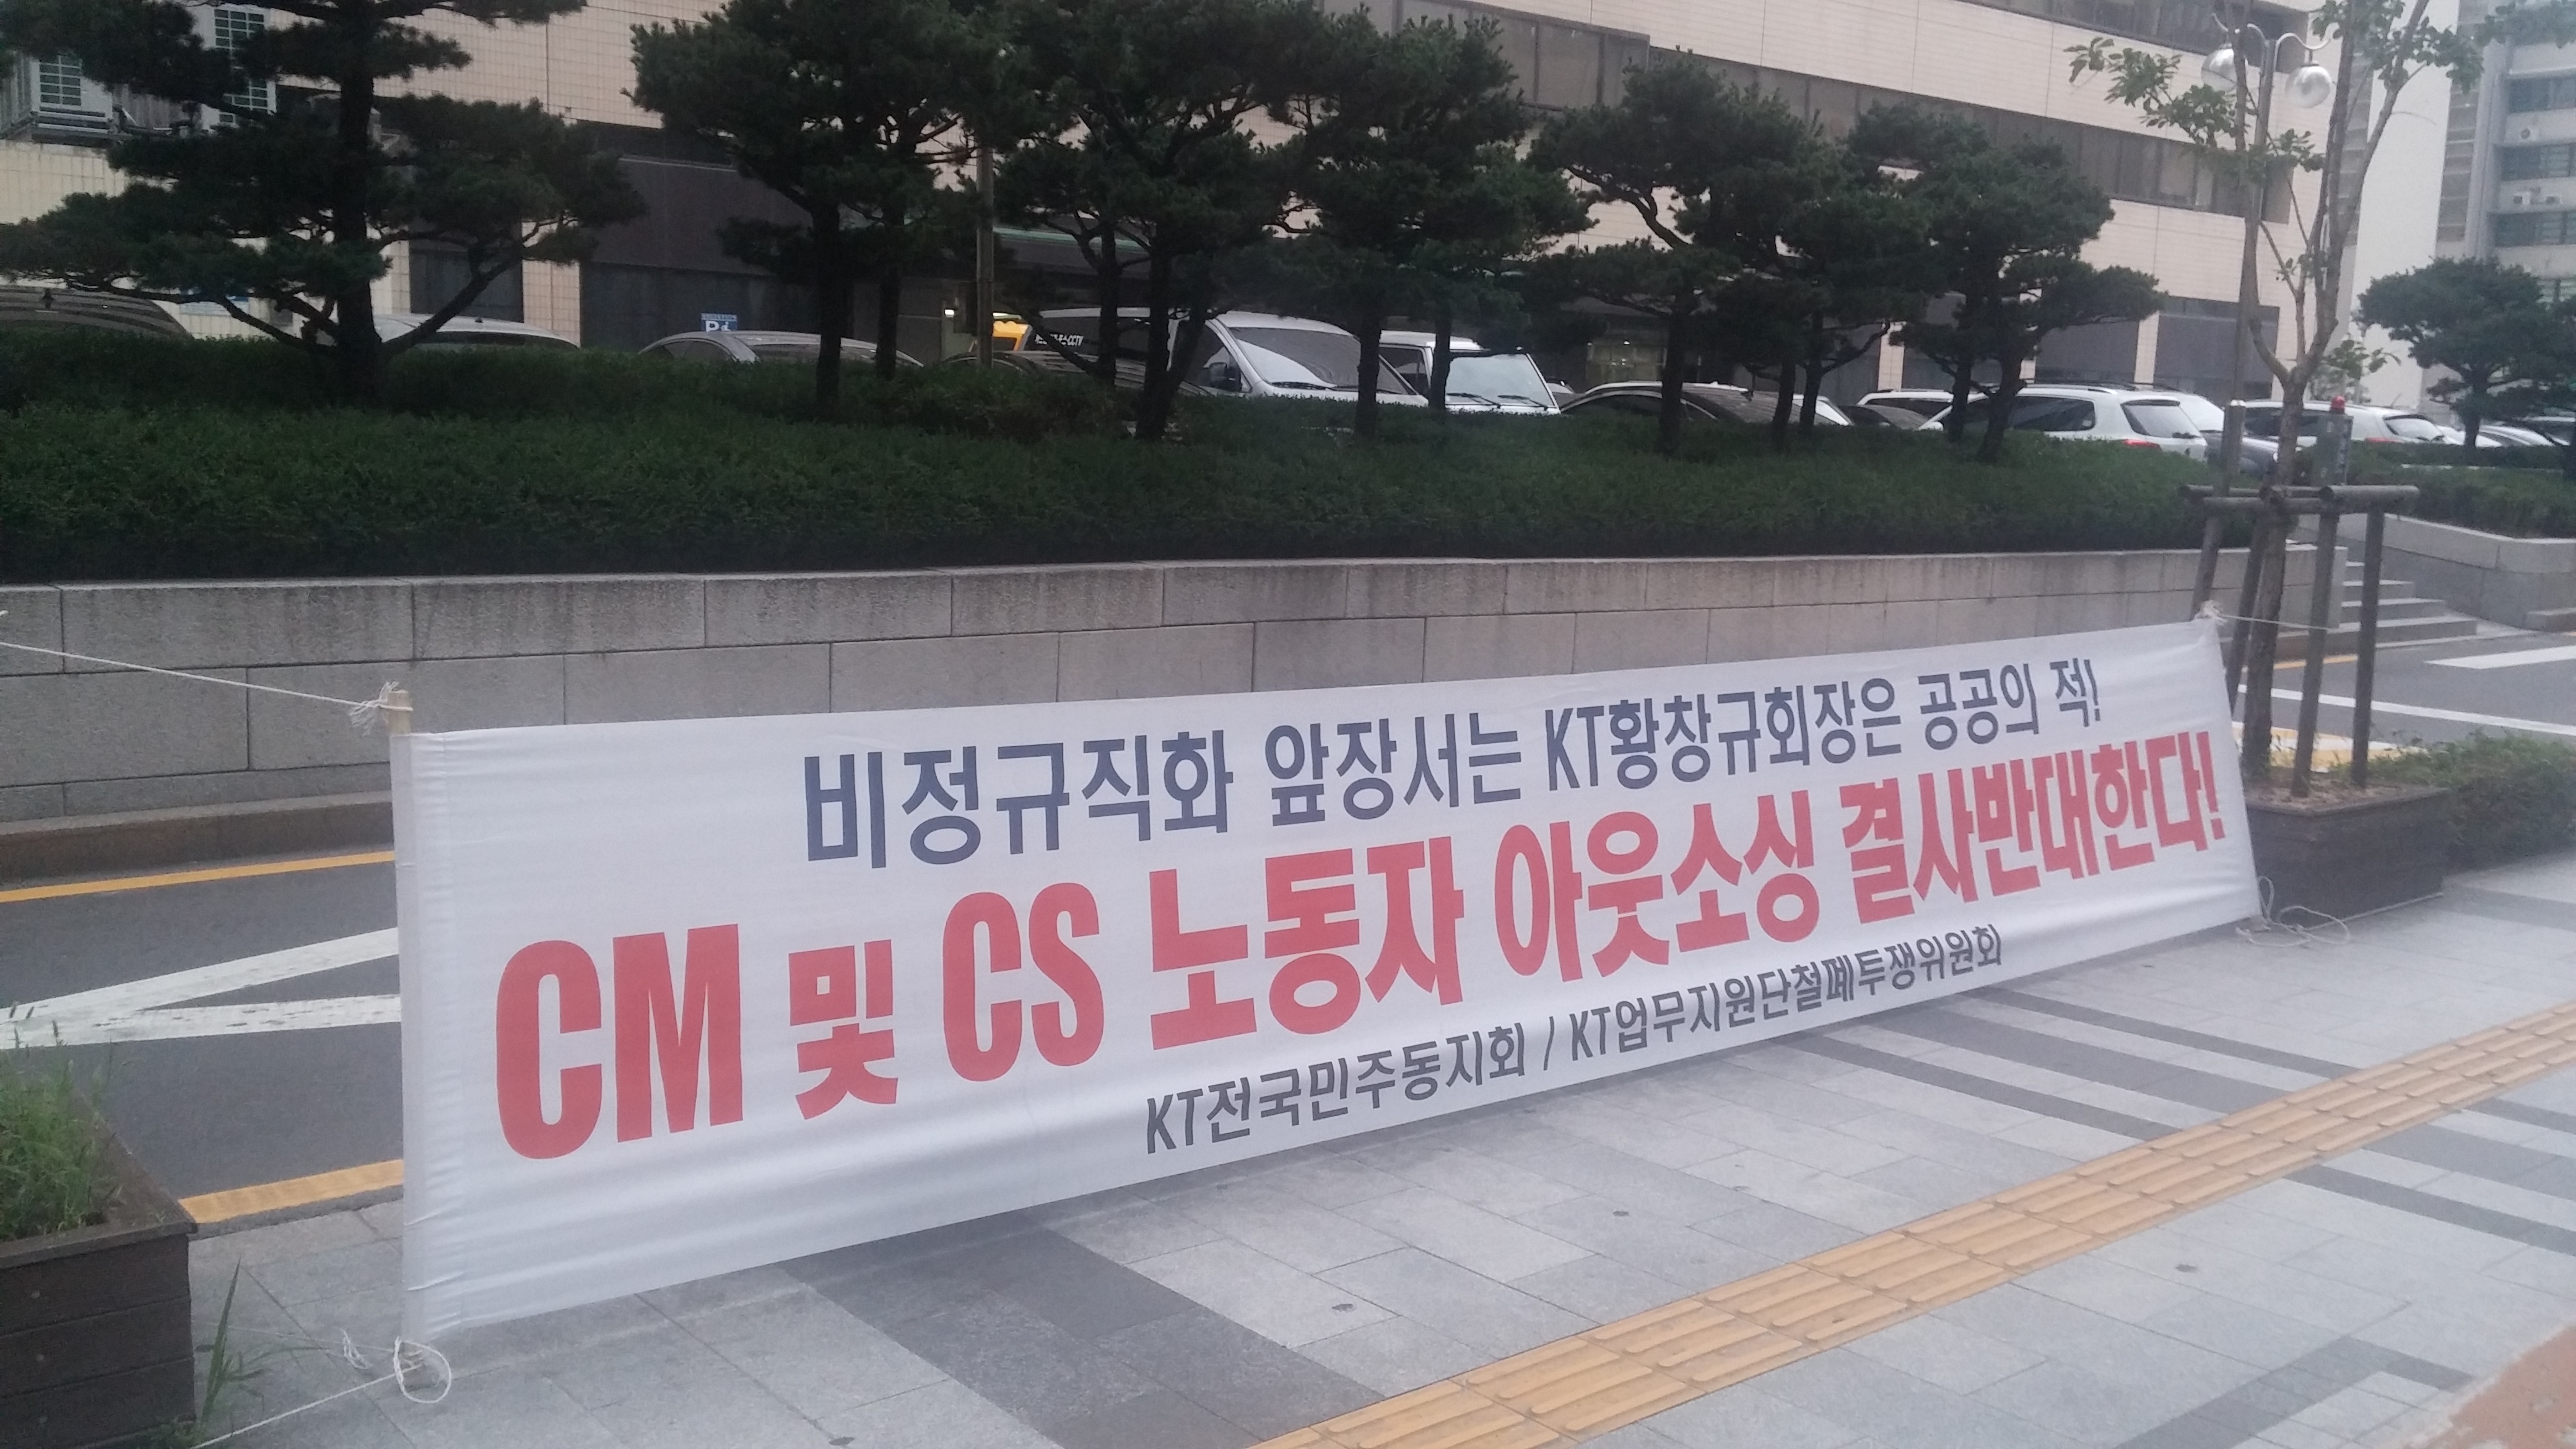 비정규직화 앞장서는 KT황창규회장은 공공의 적!
CM 및 CS 노동자 아웃소싱 결사반대한다!
KT전국민주동지회 / KT업무지원단철폐투쟁위원회
P